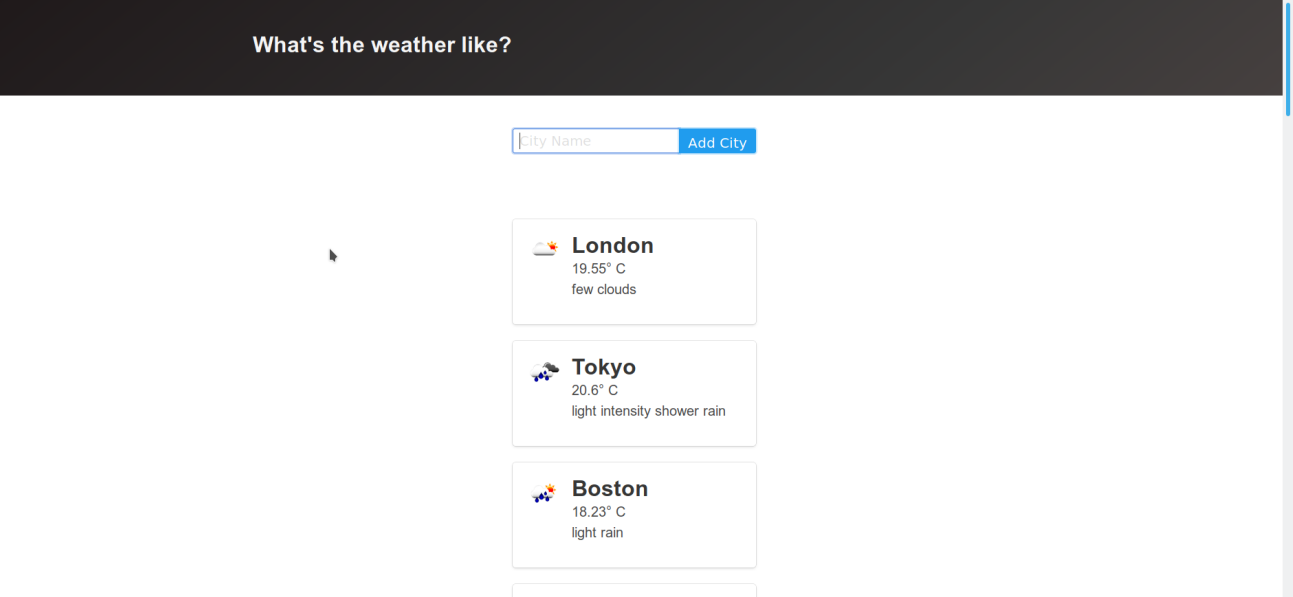 What's the weather like?
City Name
Add City
London
19.55° C
few clouds
Tokyo
20.6° C
light intensity shower rain
Boston
18.23° C
light rain